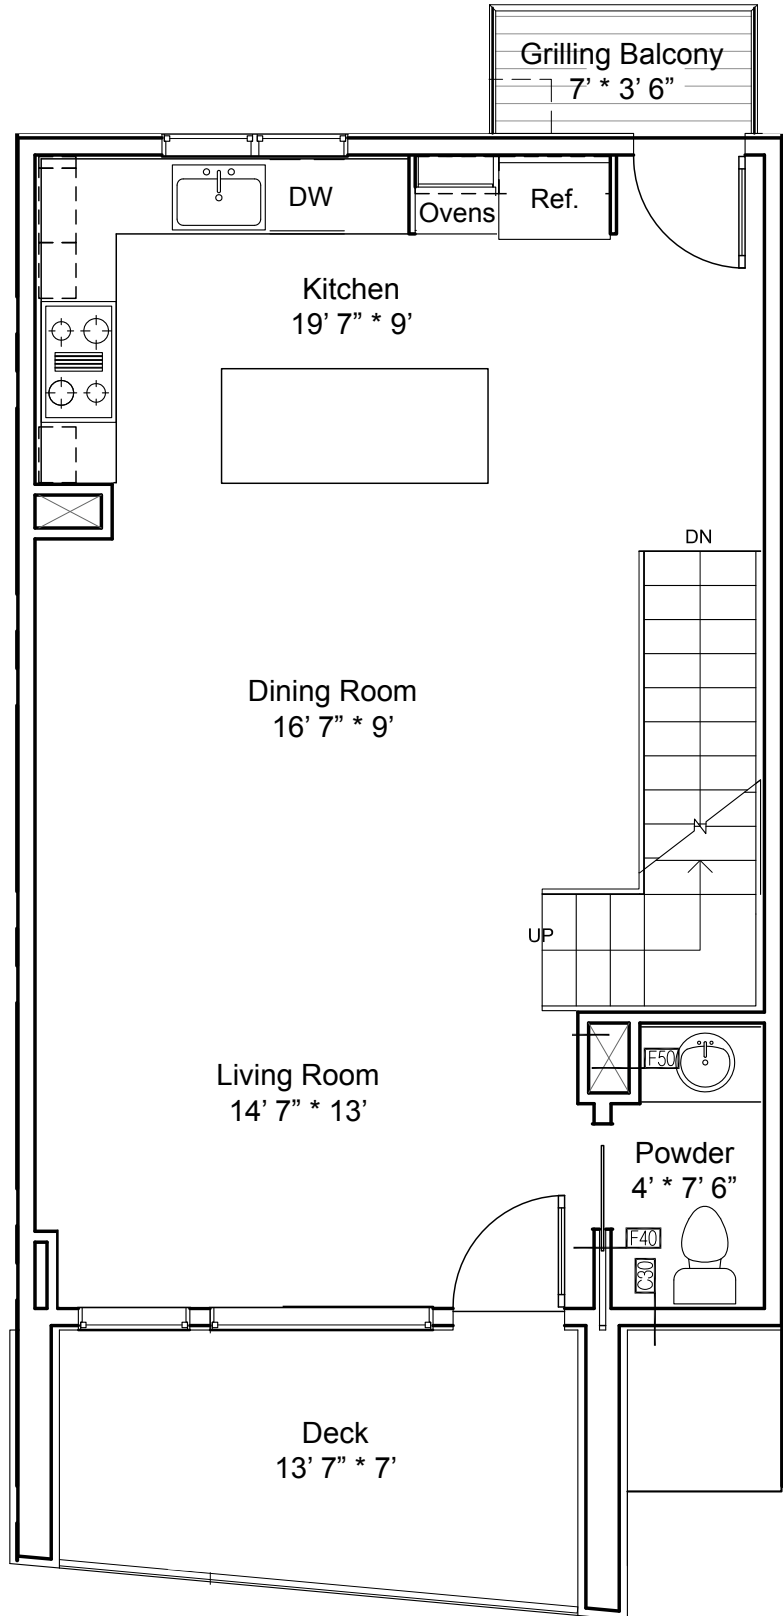 Grilling Balcony
7’ * 3’ 6”
DW
Ovens
Ref.
Kitchen
19’ 7” * 9’
DN
Dining Room
16’ 7” * 9’
UP
Living Room
14’ 7” * 13’
F50
Powder
4’ * 7’ 6”
F40
C30
Deck
13’ 7” * 7’